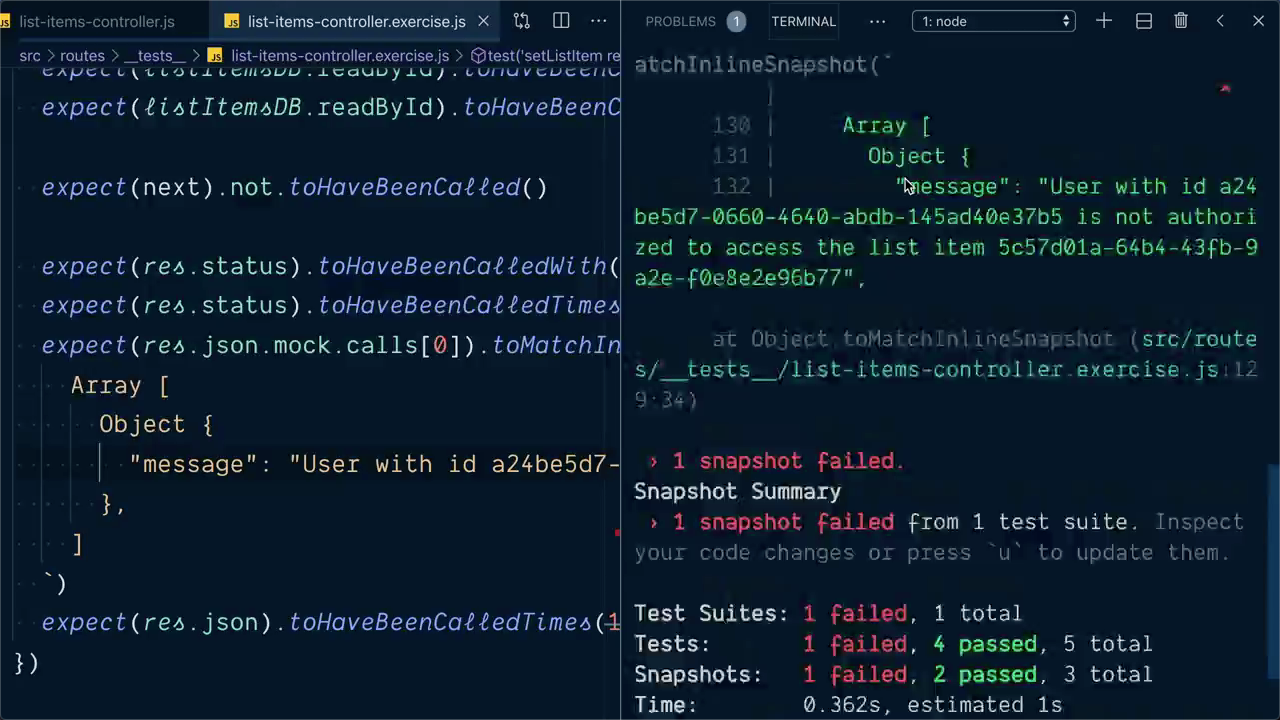 list-items-controller.js
list-items-controller.exercise.js
src › routes › __tests__ › list-items-controller.exercise.js › test('setListItem re
expect(listItemsDB.readById).toHaveBeenC
expect(listItemsDB.readById).toHaveBeenC
expect(next).not.toHaveBeenCalled()
expect(res.status).toHaveBeenCalledWith(
expect(res.status).toHaveBeenCalledTimes
expect(res.json.mock.calls[0]).toMatchIn
Array [
Object {
"message": "User with id a24be5d7-
},
]
`)
expect(res.json).toHaveBeenCalledTimes(1
})
PROBLEMS 1 TERMINAL ··· 1: node
atchInlineSnapshot(`
|
130 | Array [
131 | Object {
132 | "message": "User with id a24
be5d7-0660-4640-abdb-145ad40e37b5 is not authori
zed to access the list item 5c57d01a-64b4-43fb-9
a2e-f0e8e2e96b77",
at Object toMatchInlineSnapshot (src/route
s/__tests__/list-items-controller.exercise.js:12
9:34)
› 1 snapshot failed.
Snapshot Summary
› 1 snapshot failed from 1 test suite. Inspect
your code changes or press `u` to update them.
Test Suites: 1 failed, 1 total
Tests: 1 failed, 4 passed, 5 total
Snapshots: 1 failed, 2 passed, 3 total
Time: 0.362s, estimated 1s